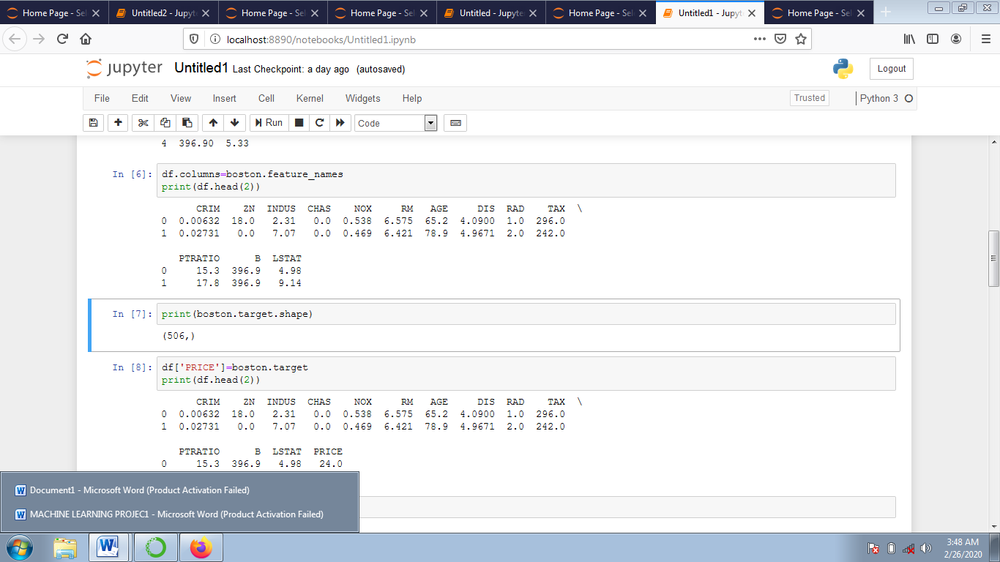 Home Page - Sel Untitled2 - Jupyt Home Page - Sel Home Page - Sel Untitled - Jupyt Home Page - Sel Untitled1 - Jupyt Home Page - Sel
localhost:8890/notebooks/Untitled1.ipynb
jupyter Untitled1 Last Checkpoint: a day ago (autosaved) Logout
File Edit View Insert Cell Kernel Widgets Help Trusted Python 3
Run Code
4 396.90 5.33
In [6]: df.columns=boston.feature_names
print(df.head(2))
CRIM ZN INDUS CHAS NOX RM AGE DIS RAD TAX \
0 0.00632 18.0 2.31 0.0 0.538 6.575 65.2 4.0900 1.0 296.0
1 0.02731 0.0 7.07 0.0 0.469 6.421 78.9 4.9671 2.0 242.0
PTRATIO B LSTAT
0 15.3 396.9 4.98
1 17.8 396.9 9.14
In [7]: print(boston.target.shape)
(506,)
In [8]: df['PRICE']=boston.target
print(df.head(2))
CRIM ZN INDUS CHAS NOX RM AGE DIS RAD TAX \
0 0.00632 18.0 2.31 0.0 0.538 6.575 65.2 4.0900 1.0 296.0
1 0.02731 0.0 7.07 0.0 0.469 6.421 78.9 4.9671 2.0 242.0
PTRATIO B LSTAT PRICE
0 15.3 396.9 4.98 24.0
Document1 - Microsoft Word (Product Activation Failed)
MACHINE LEARNING PROJEC1 - Microsoft Word (Product Activation Failed)
3:48 AM
2/26/2020